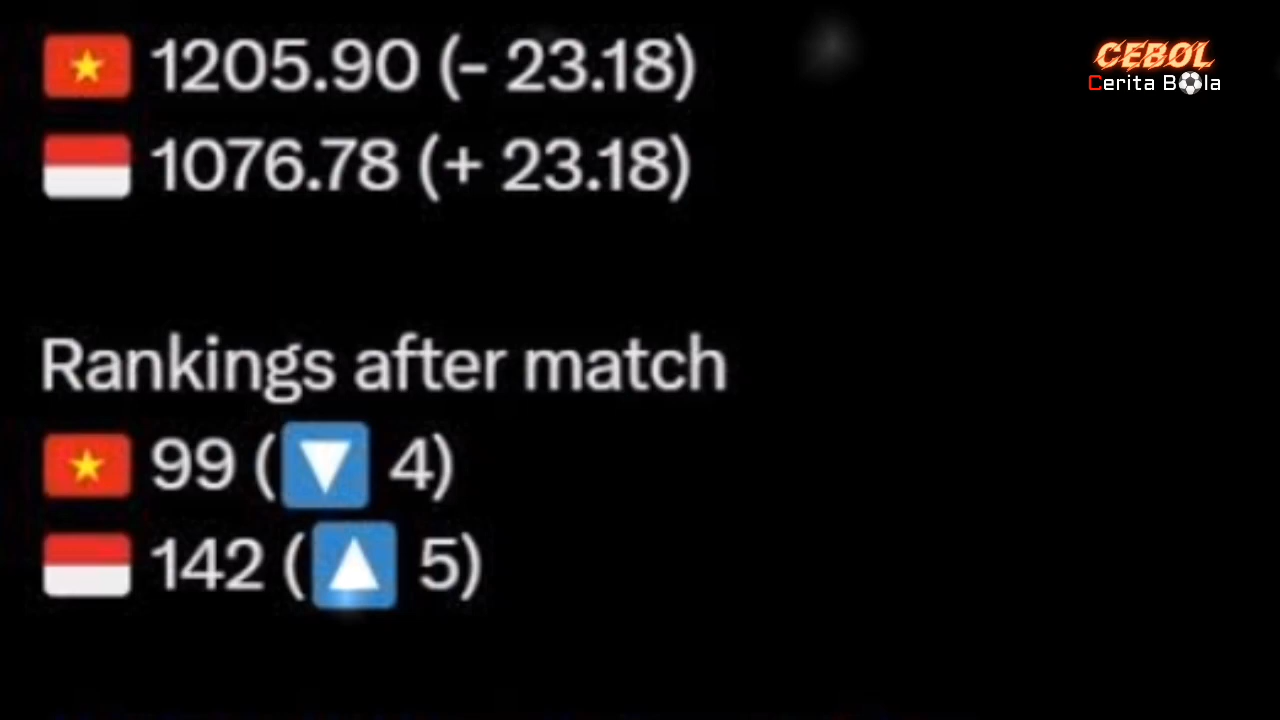 🇻🇳 1205.90 (- 23.18)
🇮🇩 1076.78 (+ 23.18)
Rankings after match
🇻🇳 99 (🔽 4)
🇮🇩 142 (🔼 5)
CEBOL
Cerita Bola